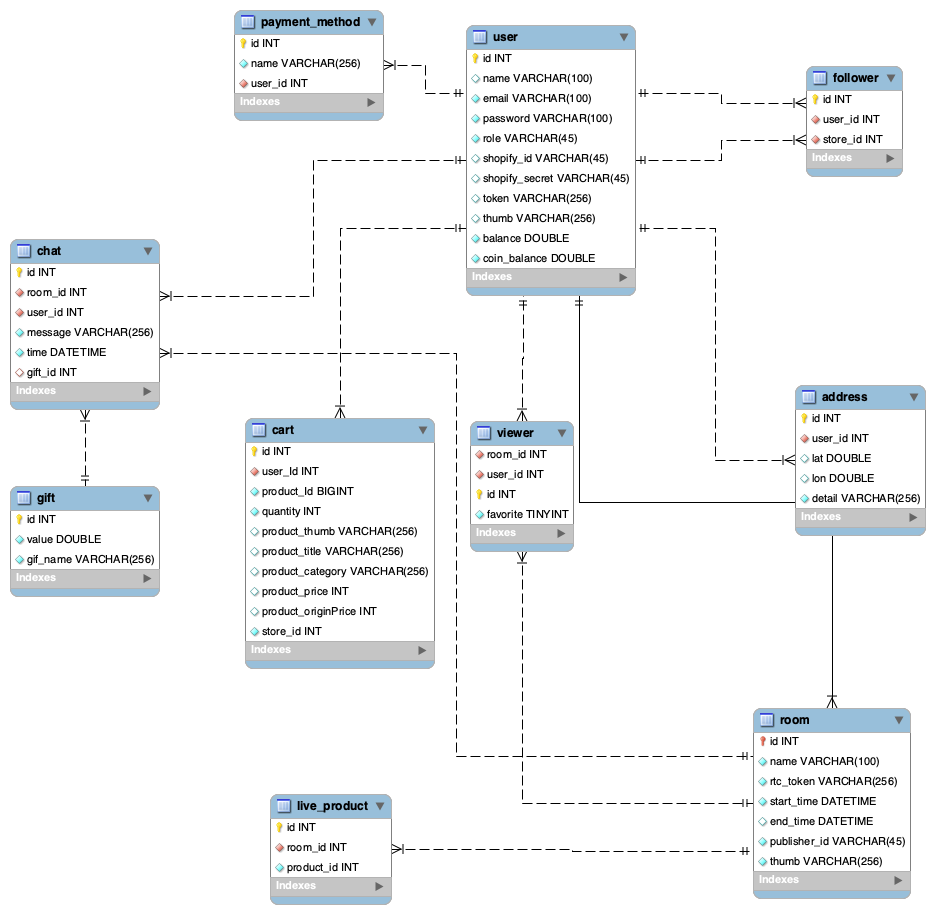 payment_method
id INT
name VARCHAR(256)
user_id INT
Indexes
user
id INT
name VARCHAR(100)
email VARCHAR(100)
password VARCHAR(100)
role VARCHAR(45)
shopify_id VARCHAR(45)
shopify_secret VARCHAR(45)
token VARCHAR(256)
thumb VARCHAR(256)
balance DOUBLE
coin_balance DOUBLE
Indexes
follower
id INT
user_id INT
store_id INT
Indexes
chat
id INT
room_id INT
user_id INT
message VARCHAR(256)
time DATETIME
gift_id INT
Indexes
gift
id INT
value DOUBLE
gif_name VARCHAR(256)
Indexes
cart
id INT
user_Id INT
product_Id BIGINT
quantity INT
product_thumb VARCHAR(256)
product_title VARCHAR(256)
product_category VARCHAR(256)
product_price INT
product_originPrice INT
store_id INT
Indexes
viewer
room_id INT
user_id INT
id INT
favorite TINYINT
Indexes
address
id INT
user_id INT
lat DOUBLE
lon DOUBLE
detail VARCHAR(256)
Indexes
room
id INT
name VARCHAR(100)
rtc_token VARCHAR(256)
start_time DATETIME
end_time DATETIME
publisher_id VARCHAR(45)
thumb VARCHAR(256)
Indexes
live_product
id INT
room_id INT
product_id INT
Indexes